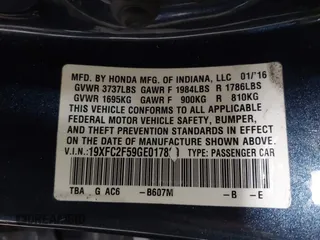 MFD. BY HONDA MFG. OF INDIANA, LLC 01/'16
GVWR 3737LBS GAWR F 1984LBS R 1786LBS
GVWR 1695KG GAWR F 900KG R 810KG
THIS VEHICLE CONFORMS TO ALL APPLICABLE
FEDERAL MOTOR VEHICLE SAFETY, BUMPER,
AND THEFT PREVENTION STANDARDS IN
EFFECT ON THE DATE OF MANUFACTURE
SHOWN ABOVE.
V.I.N.: TYPE: PASSENGER CAR
TBA G AC6 -B607M -B -E